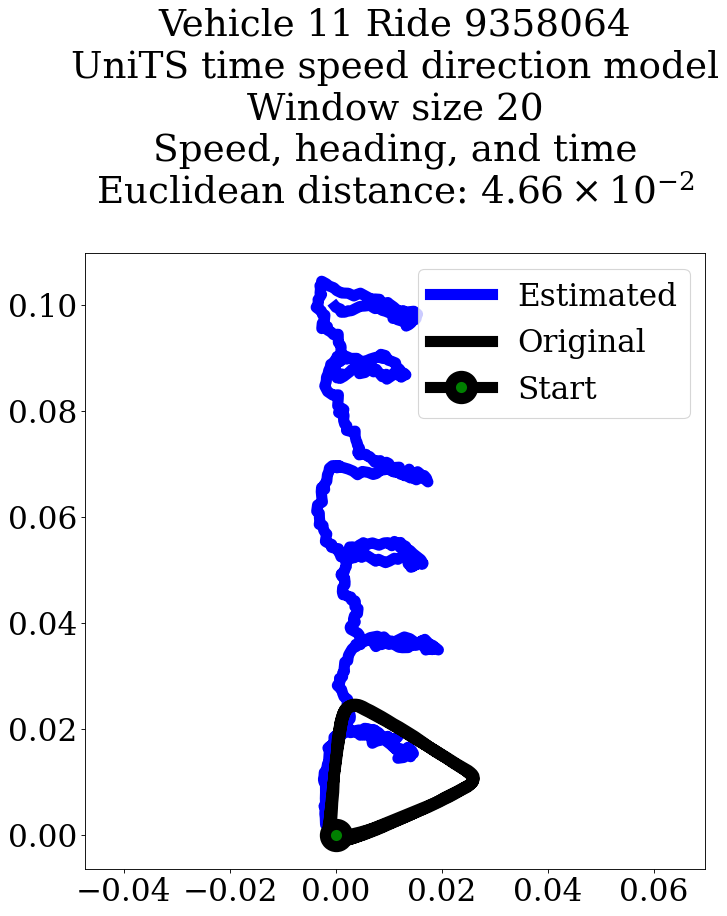 Vehicle 11 Ride 9358064
UniTS time speed direction model
Window size 20
Speed, heading, and time
Euclidean distance: 4.66 × 10⁻²
Estimated
Original
Start
0.10
0.08
0.06
0.04
0.02
0.00
−0.04 −0.02 0.00 0.02 0.04 0.06